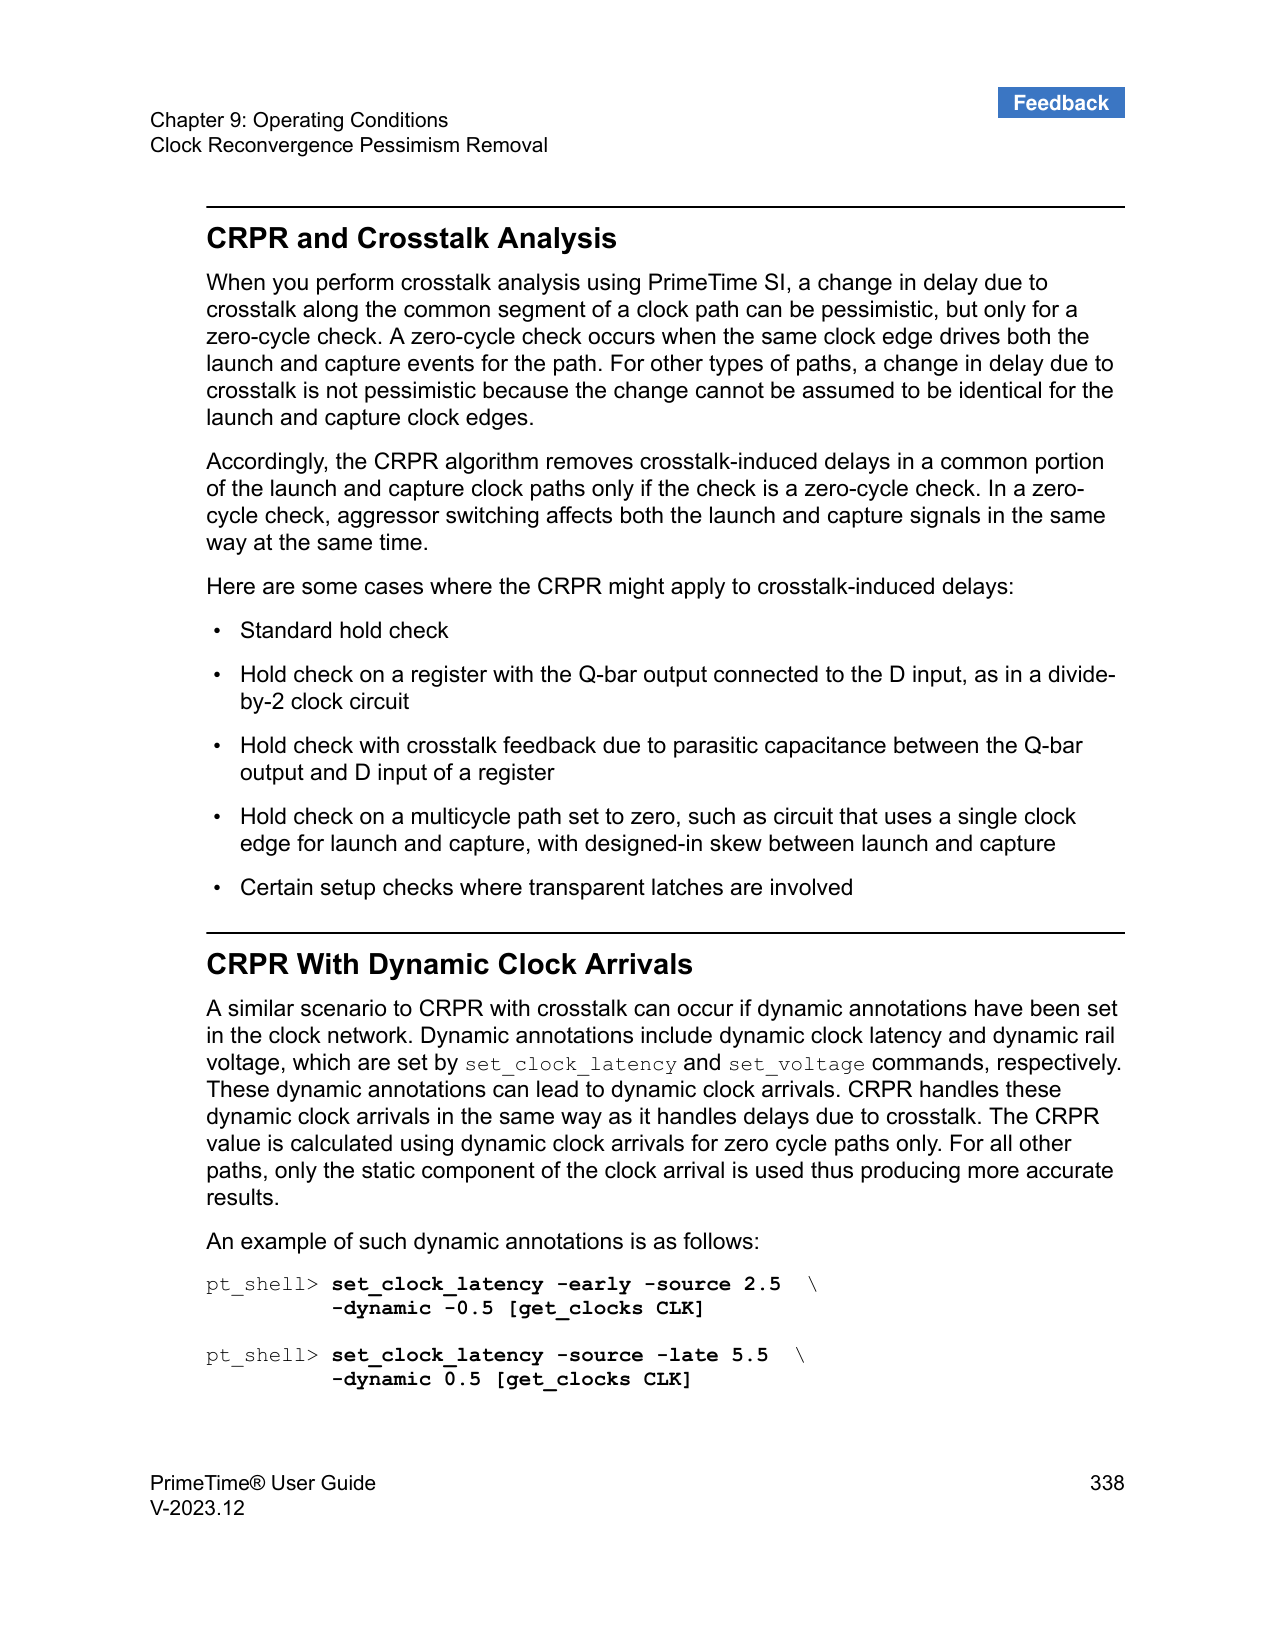 Feedback
Chapter 9: Operating Conditions
Clock Reconvergence Pessimism Removal
CRPR and Crosstalk Analysis
When you perform crosstalk analysis using PrimeTime SI, a change in delay due to
crosstalk along the common segment of a clock path can be pessimistic, but only for a
zero-cycle check. A zero-cycle check occurs when the same clock edge drives both the
launch and capture events for the path. For other types of paths, a change in delay due to
crosstalk is not pessimistic because the change cannot be assumed to be identical for the
launch and capture clock edges.
Accordingly, the CRPR algorithm removes crosstalk-induced delays in a common portion
of the launch and capture clock paths only if the check is a zero-cycle check. In a zero-
cycle check, aggressor switching affects both the launch and capture signals in the same
way at the same time.
Here are some cases where the CRPR might apply to crosstalk-induced delays:
• Standard hold check
• Hold check on a register with the Q-bar output connected to the D input, as in a divide-
by-2 clock circuit
• Hold check with crosstalk feedback due to parasitic capacitance between the Q-bar
output and D input of a register
• Hold check on a multicycle path set to zero, such as circuit that uses a single clock
edge for launch and capture, with designed-in skew between launch and capture
• Certain setup checks where transparent latches are involved
CRPR With Dynamic Clock Arrivals
A similar scenario to CRPR with crosstalk can occur if dynamic annotations have been set
in the clock network. Dynamic annotations include dynamic clock latency and dynamic rail
voltage, which are set by set_clock_latency and set_voltage commands, respectively.
These dynamic annotations can lead to dynamic clock arrivals. CRPR handles these
dynamic clock arrivals in the same way as it handles delays due to crosstalk. The CRPR
value is calculated using dynamic clock arrivals for zero cycle paths only. For all other
paths, only the static component of the clock arrival is used thus producing more accurate
results.
An example of such dynamic annotations is as follows:
pt_shell> set_clock_latency -early -source 2.5 \
-dynamic -0.5 [get_clocks CLK]
pt_shell> set_clock_latency -source -late 5.5 \
-dynamic 0.5 [get_clocks CLK]
PrimeTime® User Guide
338
V-2023.12